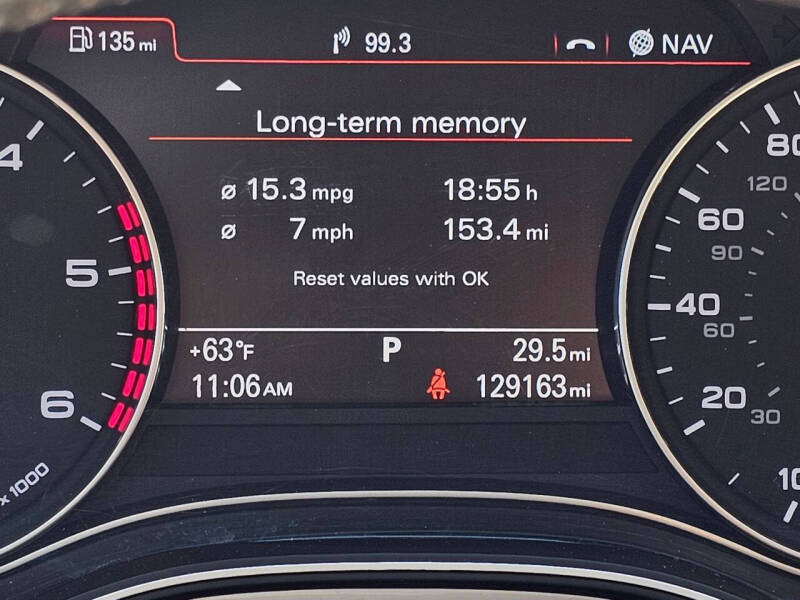 135 mi 99.3 NAV
Long-term memory
ø 15.3 mpg 18:55 h
ø 7 mph 153.4 mi
Reset values with OK
+63°F P 29.5 mi
11:06 AM 129163 mi
4
5
6
x 1000
80
120
60
90
40
60
20
30
10